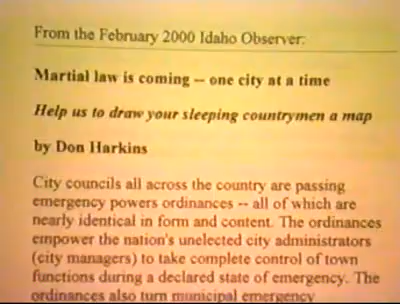 From the February 2000 Idaho Observer:
Martial law is coming -- one city at a time
Help us to draw your sleeping countrymen a map
by Don Harkins
City councils all across the country are passing
emergency powers ordinances -- all of which are
nearly identical in form and content. The ordinances
empower the nation's unelected city administrators
(city managers) to take complete control of town
functions during a declared state of emergency. The
ordinances also turn municipal emergency